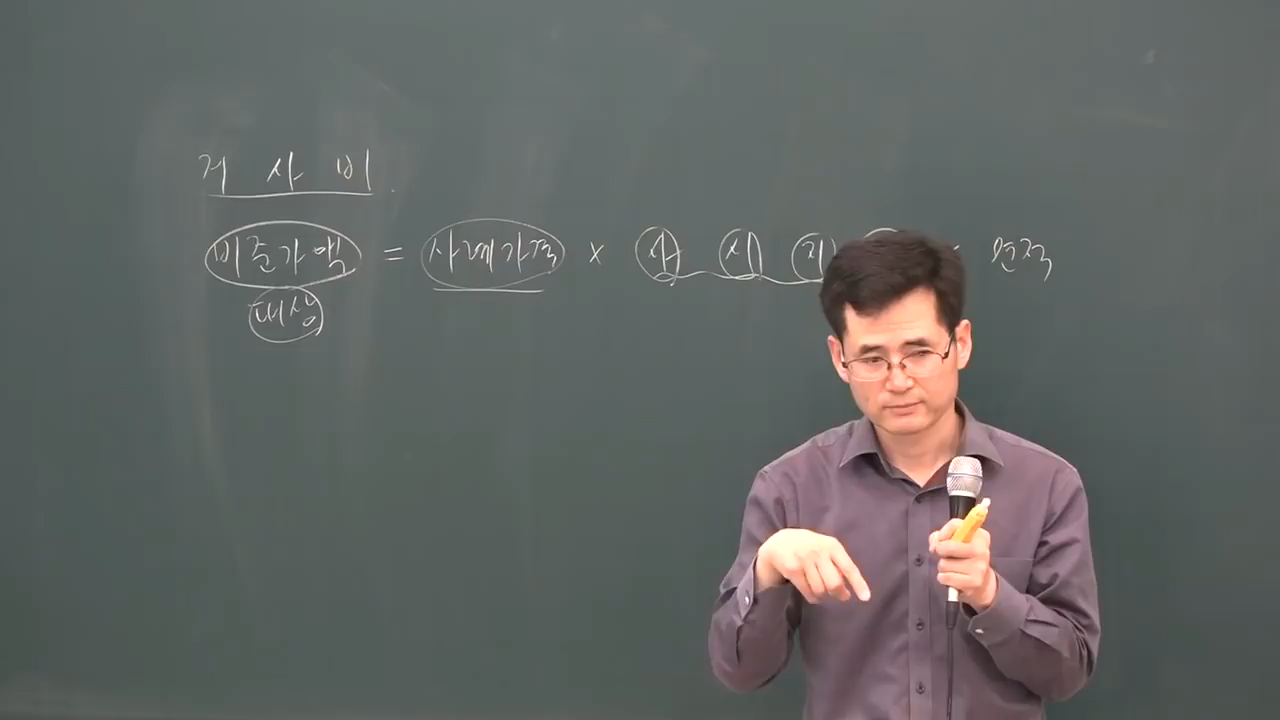 거 사 비
비준가액 = 사례가격 × 사 시 지 면적
대상